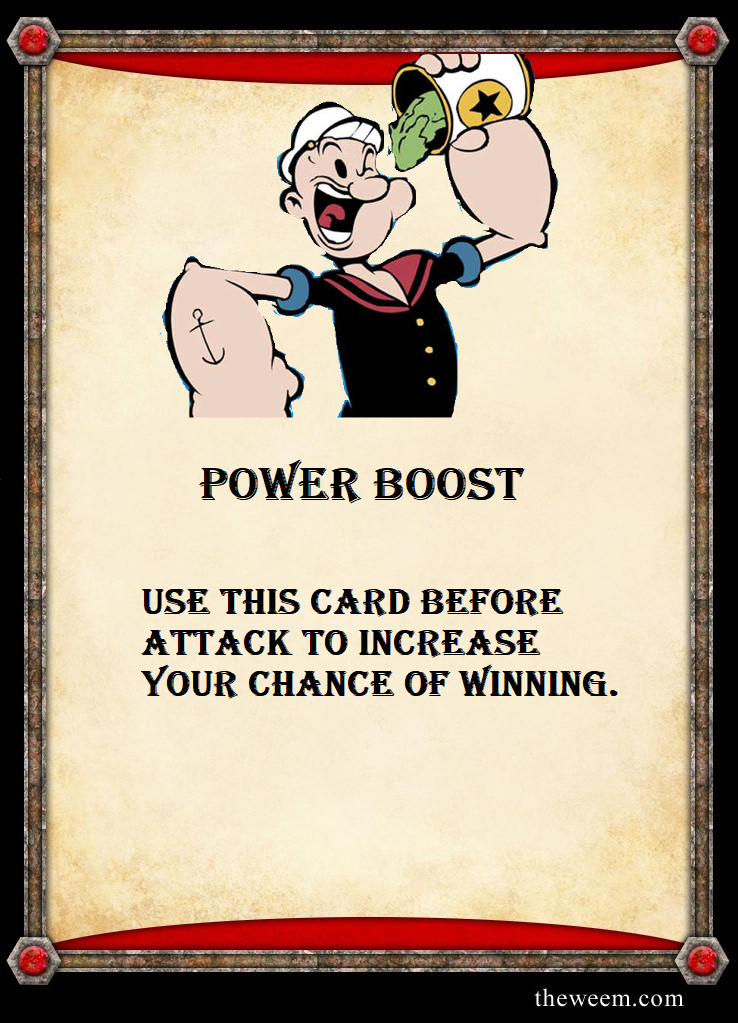 POWER BOOST
USE THIS CARD BEFORE
ATTACK TO INCREASE
YOUR CHANCE OF WINNING.
theweem.com